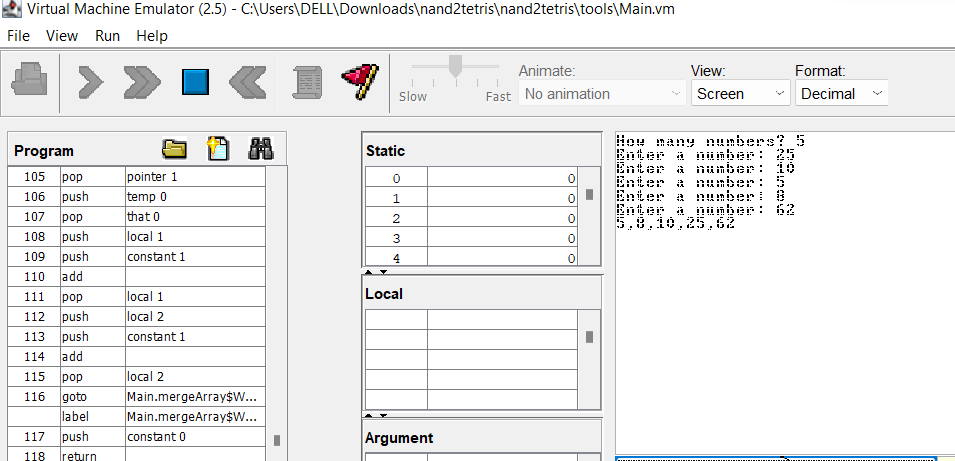 Virtual Machine Emulator (2.5) - C:\Users\DELL\Downloads\nand2tetris\nand2tetris\tools\Main.vm
File View Run Help
Slow Fast
Animate:
No animation
View:
Screen
Format:
Decimal
Program
105 pop pointer 1
106 push temp 0
107 pop that 0
108 push local 1
109 push constant 1
110 add
111 pop local 1
112 push local 2
113 push constant 1
114 add
115 pop local 2
116 goto Main.mergeArray$W...
label Main.mergeArray$W...
117 push constant 0
118 return
Static
0 0
1 0
2 0
3 0
4 0
Local
Argument
How many numbers? 5
Enter a number: 25
Enter a number: 10
Enter a number: 5
Enter a number: 8
Enter a number: 62
5,8,10,25,62